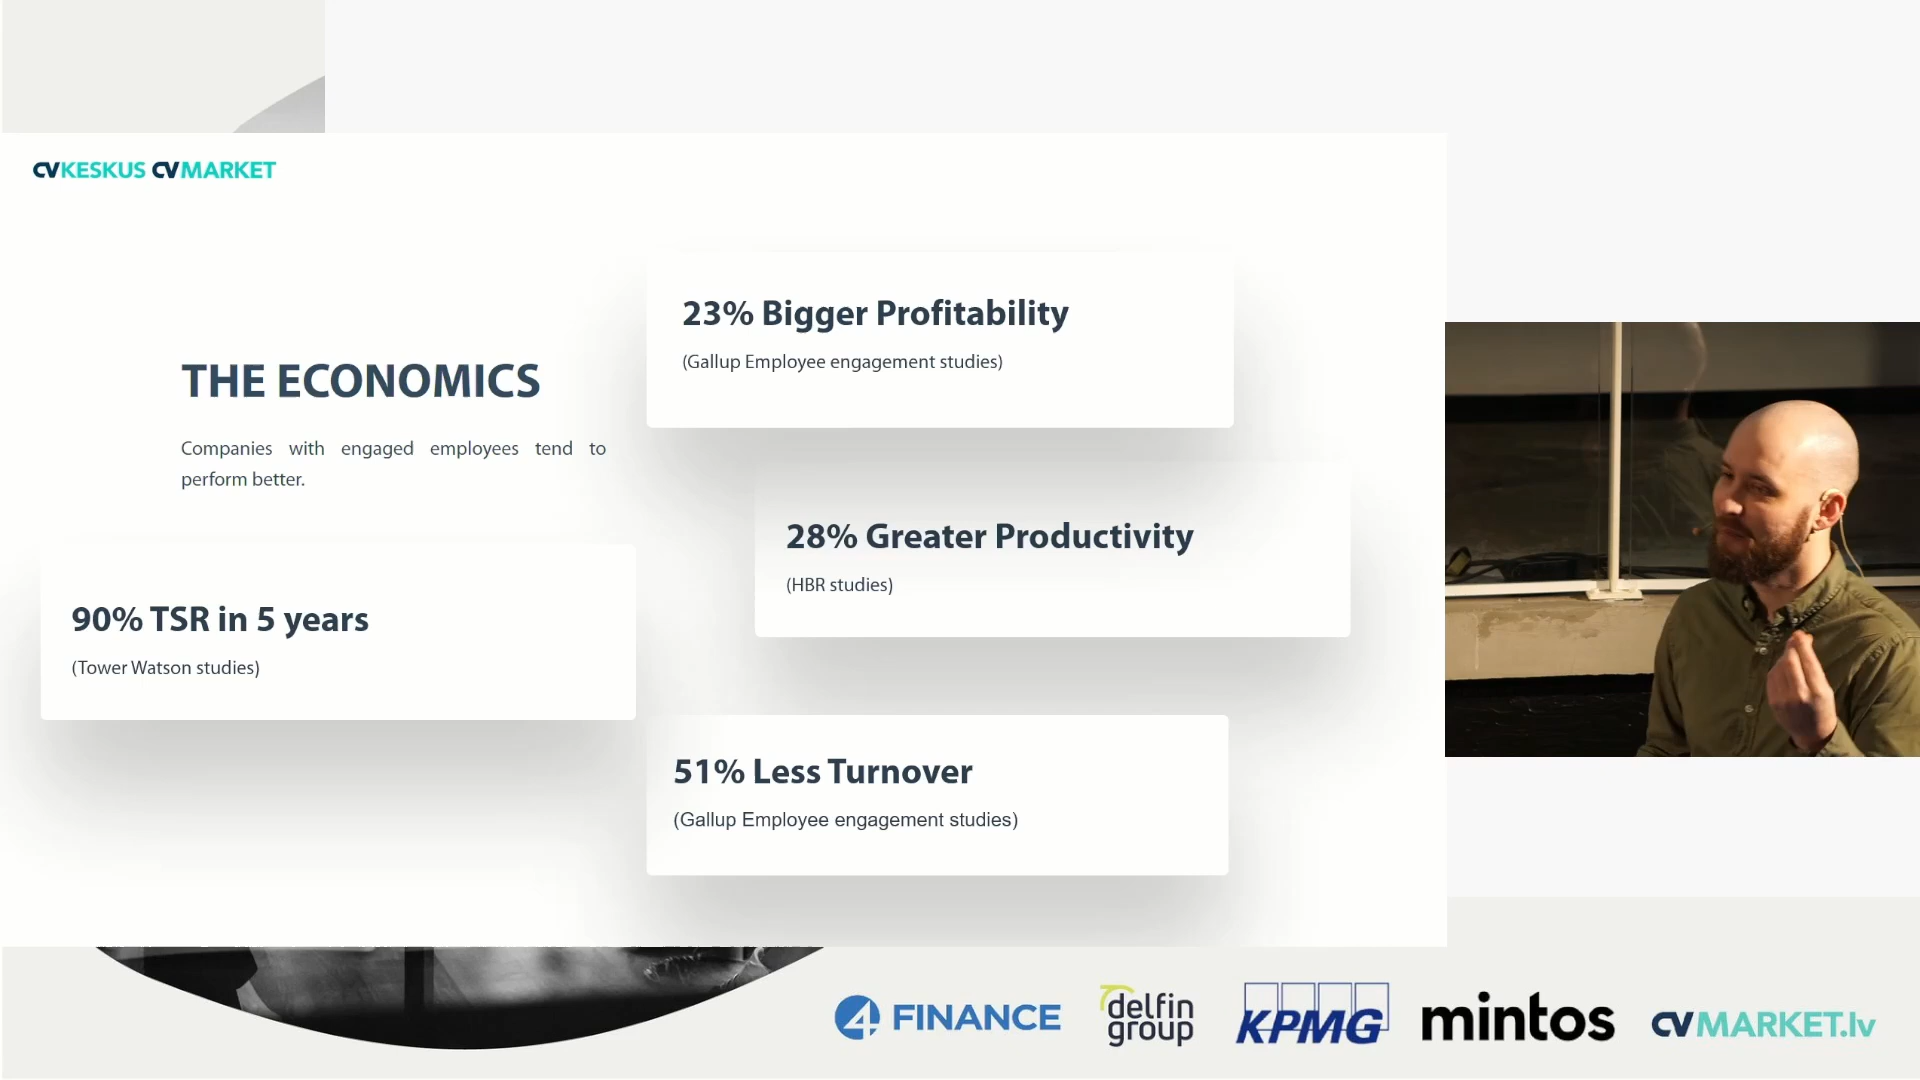 CVKESKUS CVMARKET
THE ECONOMICS
Companies with engaged employees tend to
perform better.
23% Bigger Profitability
(Gallup Employee engagement studies)
28% Greater Productivity
(HBR studies)
90% TSR in 5 years
(Tower Watson studies)
51% Less Turnover
(Gallup Employee engagement studies)
4 FINANCE
delfin
group
KPMG
mintos
CVMARKET.lv